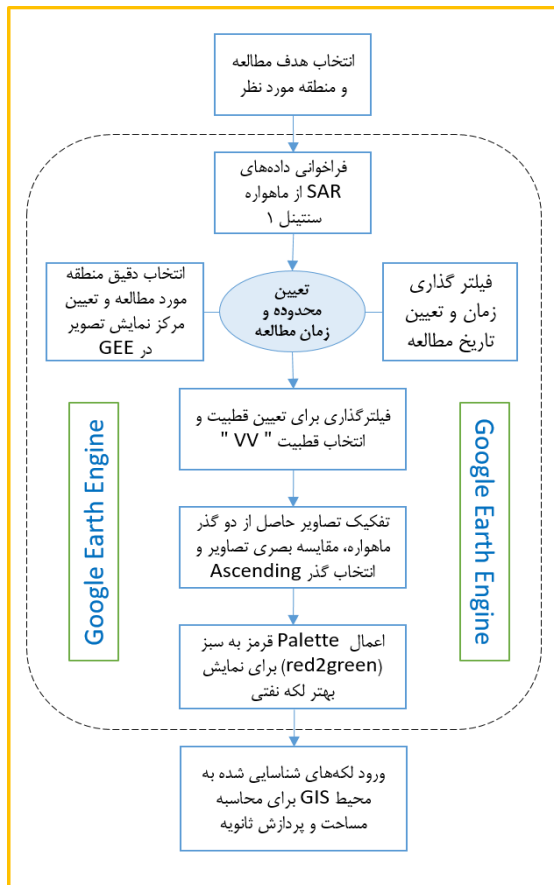 انتخاب هدف مطالعه
و منطقه مورد نظر
فراخوانی داده‌های
SAR از ماهواره
سنتینل ۱
فیلتر گذاری
زمان و تعیین
تاریخ مطالعه
تعیین
محدوده و
زمان مطالعه
انتخاب دقیق منطقه
مورد مطالعه و تعیین
مرکز نمایش تصویر
در GEE
فیلترگذاری برای تعیین قطبیت و
انتخاب قطبیت " VV "
Google Earth Engine
Google Earth Engine
تفکیک تصاویر حاصل از دو گذر
ماهواره، مقایسه بصری تصاویر و
انتخاب گذر Ascending
اعمال Palette قرمز به سبز
(red2green) برای نمایش
بهتر لکه نفتی
ورود لکه‌های شناسایی شده به
محیط GIS برای محاسبه
مساحت و پردازش ثانویه